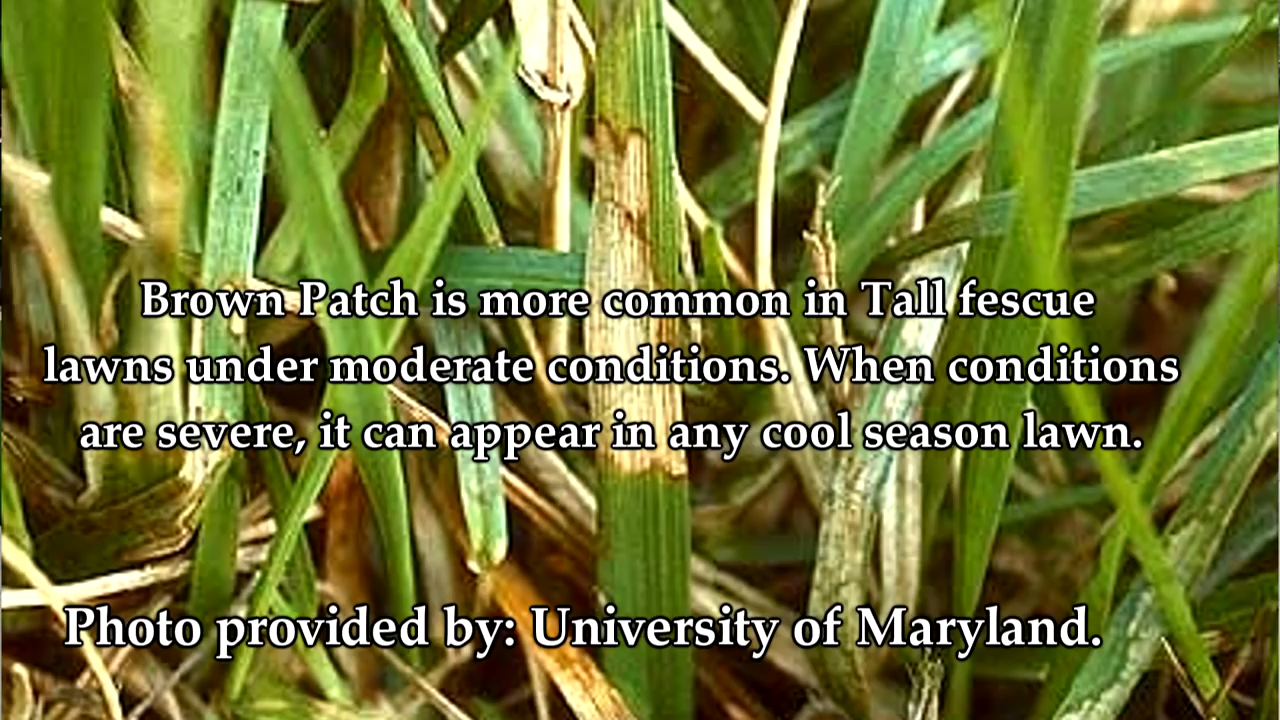 Brown Patch is more common in Tall fescue
lawns under moderate conditions. When conditions
are severe, it can appear in any cool season lawn.
Photo provided by: University of Maryland.